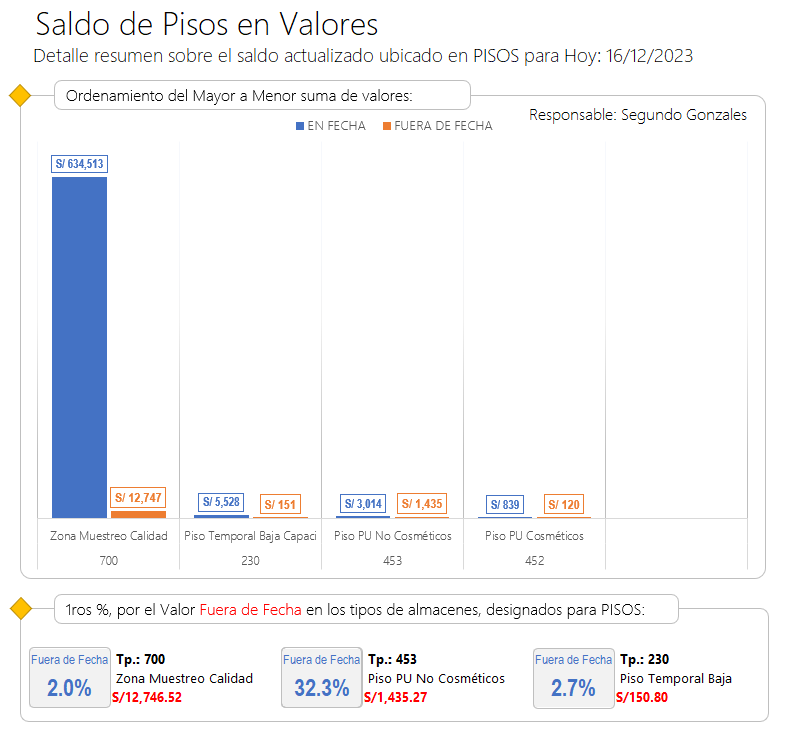 Saldo de Pisos en Valores
Detalle resumen sobre el saldo actualizado ubicado en PISOS para Hoy: 16/12/2023
Ordenamiento del Mayor a Menor suma de valores:
Responsable: Segundo Gonzales
EN FECHA FUERA DE FECHA
S/ 634,513
S/ 12,747 S/ 5,528 S/ 151 S/ 3,014 S/ 1,435 S/ 839 S/ 120
Zona Muestreo Calidad Piso Temporal Baja Capaci Piso PU No Cosméticos Piso PU Cosméticos
700 230 453 452
1ros %, por el Valor Fuera de Fecha en los tipos de almacenes, designados para PISOS:
Fuera de Fecha
2.0%
Tp.: 700
Zona Muestreo Calidad
S/12,746.52
Fuera de Fecha
32.3%
Tp.: 453
Piso PU No Cosméticos
S/1,435.27
Fuera de Fecha
2.7%
Tp.: 230
Piso Temporal Baja
S/150.80